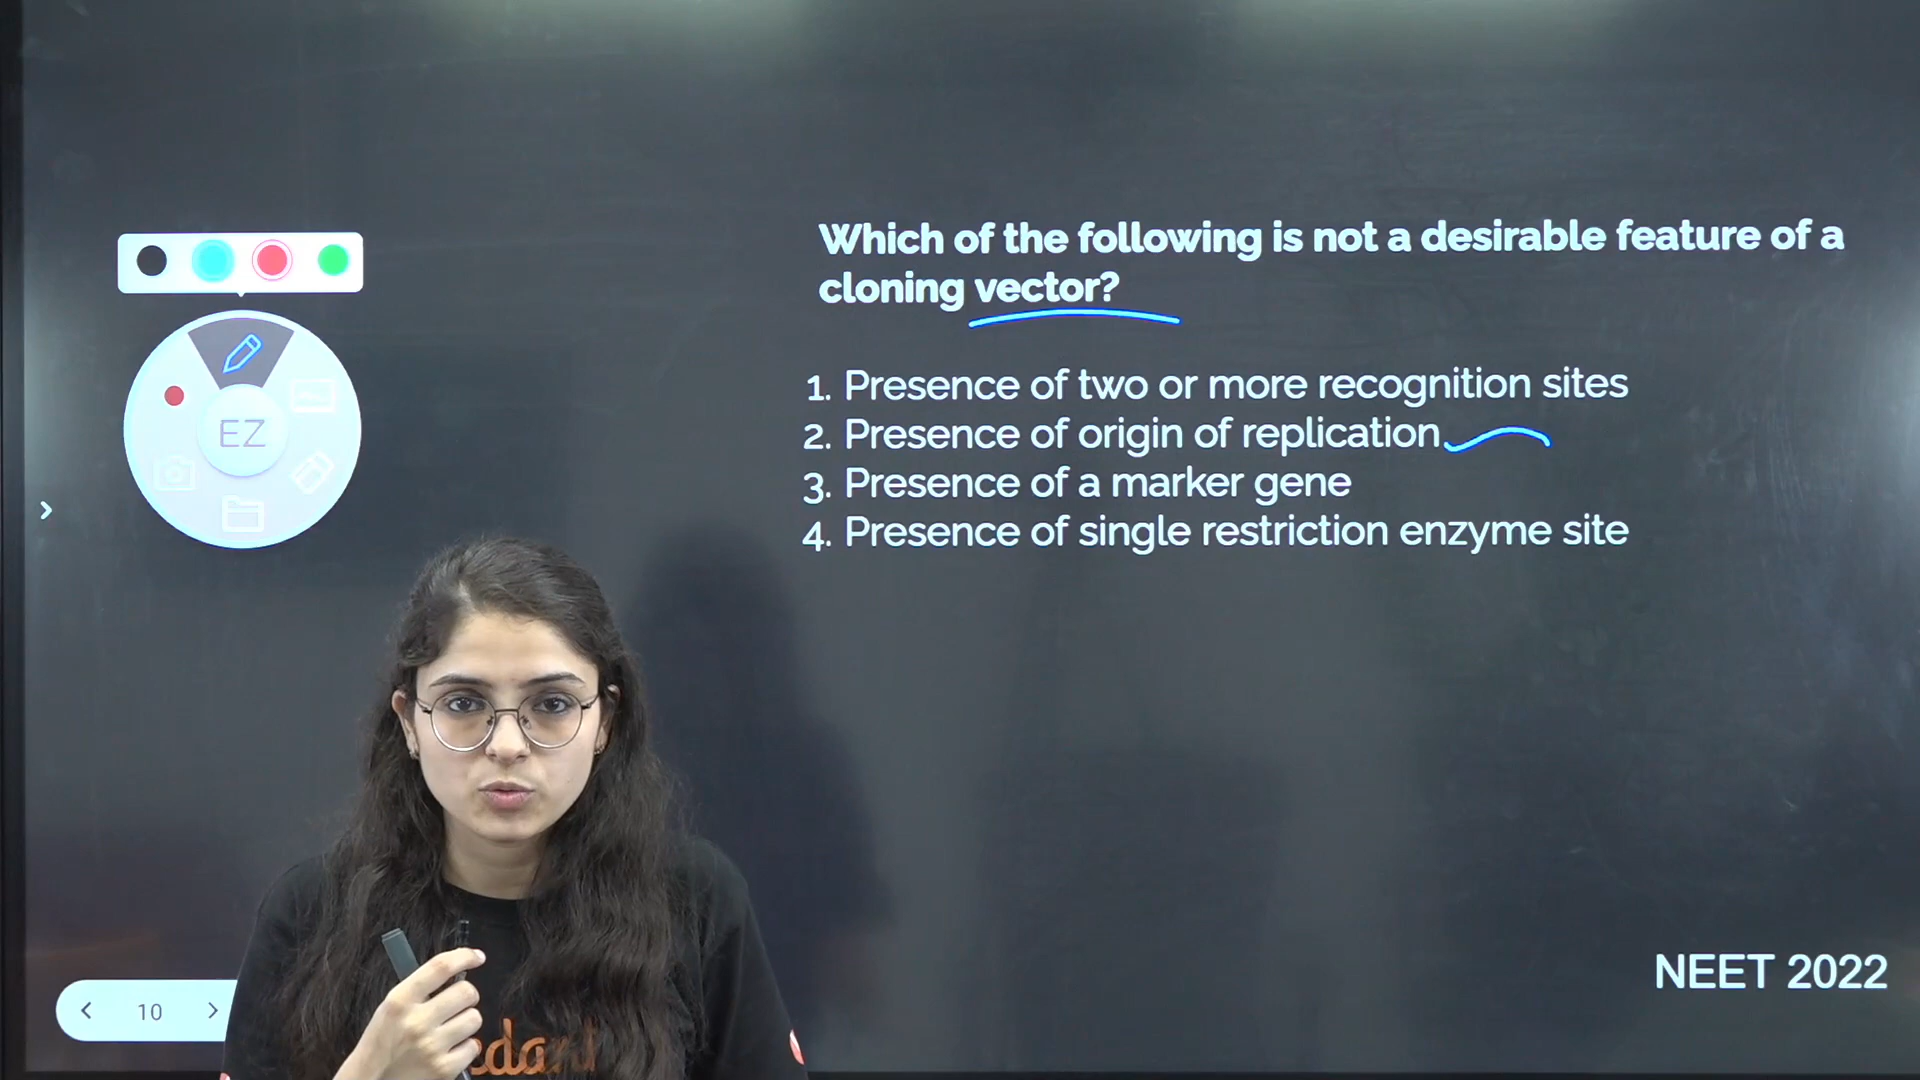 Which of the following is not a desirable feature of a
cloning vector?
1. Presence of two or more recognition sites
2. Presence of origin of replication
3. Presence of a marker gene
4. Presence of single restriction enzyme site
EZ
NEET 2022
10